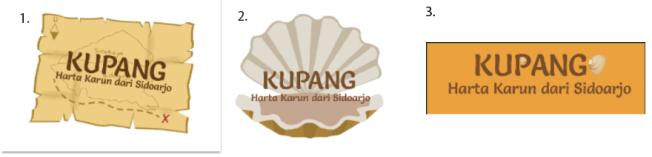 1.
KUPANG
Harta Karun dari Sidoarjo
2.
KUPANG
Harta Karun dari Sidoarjo
3.
KUPANG
Harta Karun dari Sidoarjo